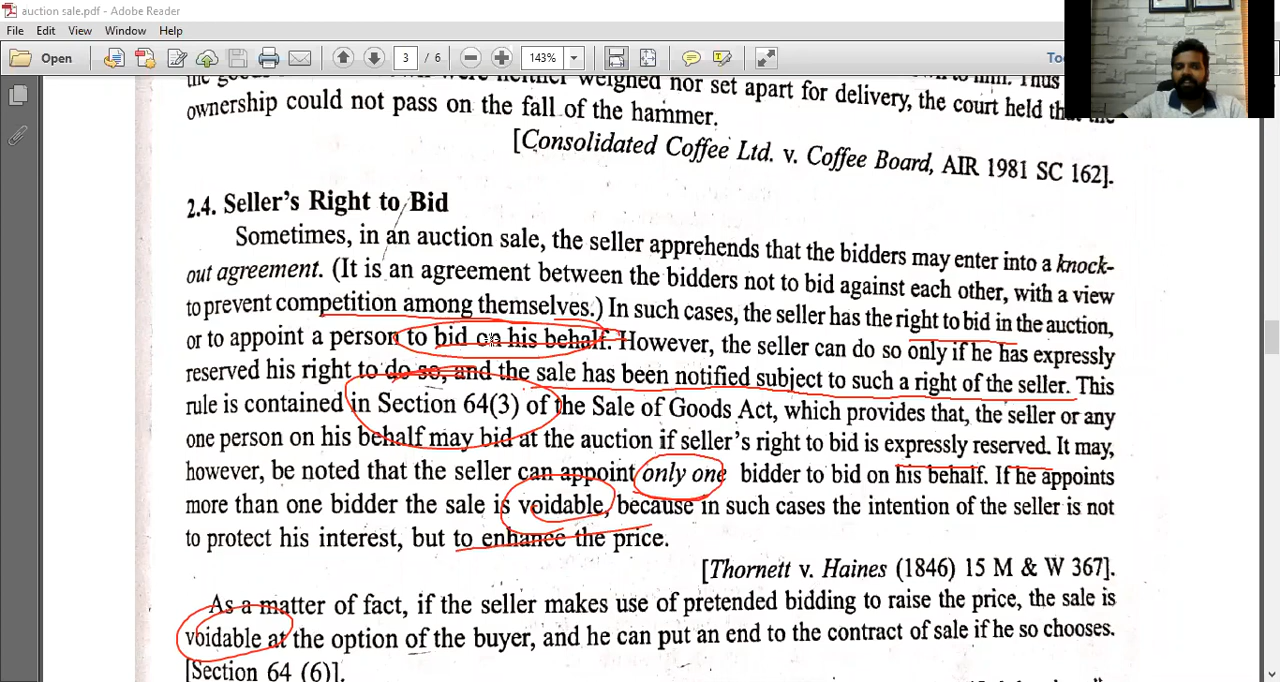 auction sale.pdf - Adobe Reader
File Edit View Window Help
Open 3 / 6 143%
weighed nor set apart for delivery, the court held
ownership could not pass on the fall of the hammer.
[Consolidated Coffee Ltd. v. Coffee Board, AIR 1981 SC 162].
2.4. Seller's Right to Bid
Sometimes, in an auction sale, the seller apprehends that the bidders may enter into a knock-
out agreement. (It is an agreement between the bidders not to bid against each other, with a view
to prevent competition among themselves.) In such cases, the seller has the right to bid in the auction,
or to appoint a person to bid on his behalf. However, the seller can do so only if he has expressly
reserved his right to do so, and the sale has been notified subject to such a right of the seller. This
rule is contained in Section 64(3) of the Sale of Goods Act, which provides that, the seller or any
one person on his behalf may bid at the auction if seller's right to bid is expressly reserved. It may,
however, be noted that the seller can appoint only one bidder to bid on his behalf. If he appoints
more than one bidder the sale is voidable, because in such cases the intention of the seller is not
to protect his interest, but to enhance the price.
[Thornett v. Haines (1846) 15 M & W 367].
As a matter of fact, if the seller makes use of pretended bidding to raise the price, the sale is
voidable at the option of the buyer, and he can put an end to the contract of sale if he so chooses.
[Section 64 (6)].